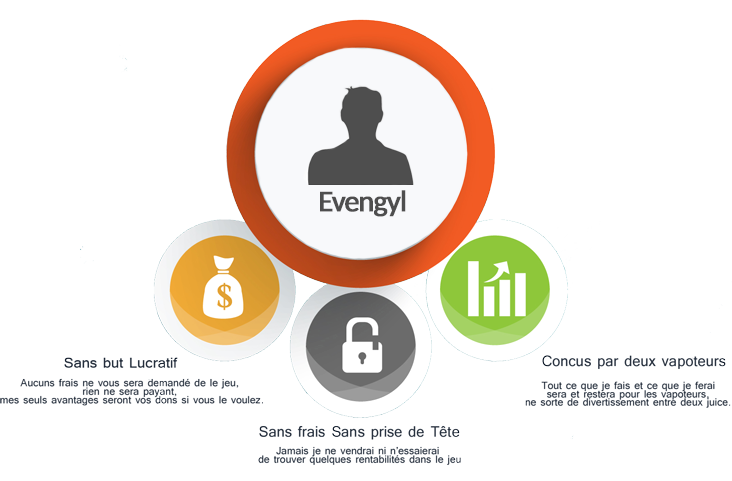 Evengyl
$
Sans but Lucratif
Aucuns frais ne vous sera demandé de le jeu,
rien ne sera payant,
mes seuls avantages seront vos dons si vous le voulez.
Sans frais Sans prise de Tête
Jamais je ne vendrai ni n'essaierai
de trouver quelques rentabilités dans le jeu
Concus par deux vapoteurs
Tout ce que je fais et ce que je ferai
sera et restera pour les vapoteurs,
ne sorte de divertissement entre deux juice.